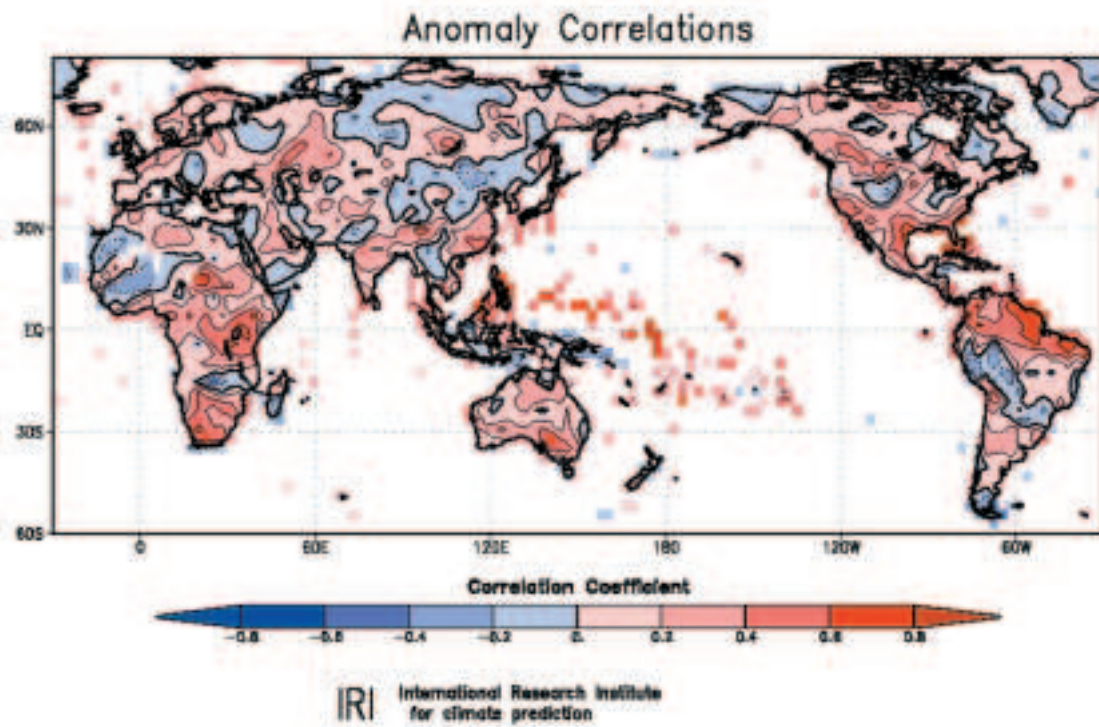 Anomaly Correlations
60N
30N
EQ
30S
60S
0 60E 120E 180 120W 60W
Correlation Coefficient
-0.8 -0.6 -0.4 -0.2 0. 0.2 0.4 0.6 0.8
IRI International Research Institute
for climate prediction